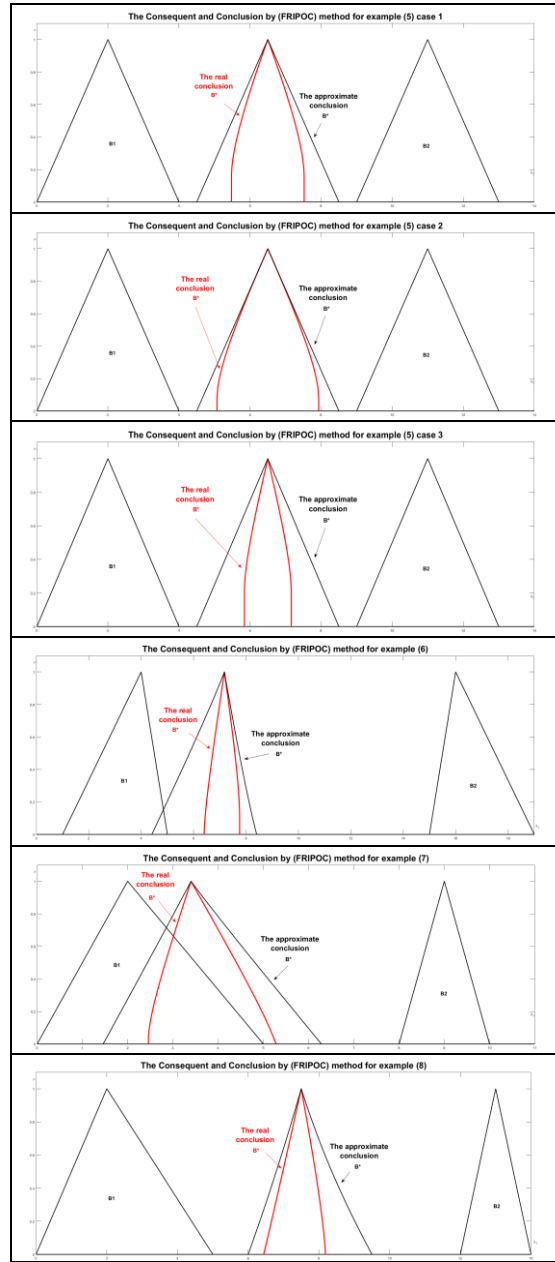 The Consequent and Conclusion by (FRIPOC) method for example (5) case 1
The real
conclusion
B*
The approximate
conclusion
B*
B1
B2
The Consequent and Conclusion by (FRIPOC) method for example (5) case 2
The real
conclusion
B*
The approximate
conclusion
B*
B1
B2
The Consequent and Conclusion by (FRIPOC) method for example (5) case 3
The real
conclusion
B*
The approximate
conclusion
B*
B1
B2
The Consequent and Conclusion by (FRIPOC) method for example (6)
The real
conclusion
B*
The approximate
conclusion
B*
B1
B2
The Consequent and Conclusion by (FRIPOC) method for example (7)
The real
conclusion
B*
The approximate
conclusion
B*
B1
B2
The Consequent and Conclusion by (FRIPOC) method for example (8)
The real
conclusion
B*
The approximate
conclusion
B*
B1
B2